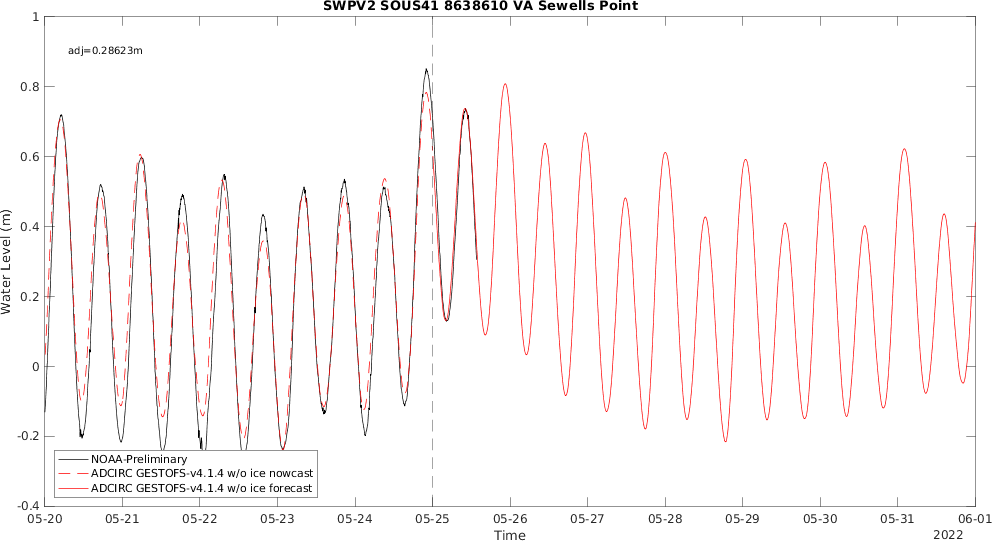 SWPV2 SOUS41 8638610 VA Sewells Point
adj=0.28623m
Water Level (m)
1
0.8
0.6
0.4
0.2
0
-0.2
-0.4
NOAA-Preliminary
ADCIRC GESTOFS-v4.1.4 w/o ice nowcast
ADCIRC GESTOFS-v4.1.4 w/o ice forecast
05-20 05-21 05-22 05-23 05-24 05-25 05-26 05-27 05-28 05-29 05-30 05-31 06-01
Time
2022